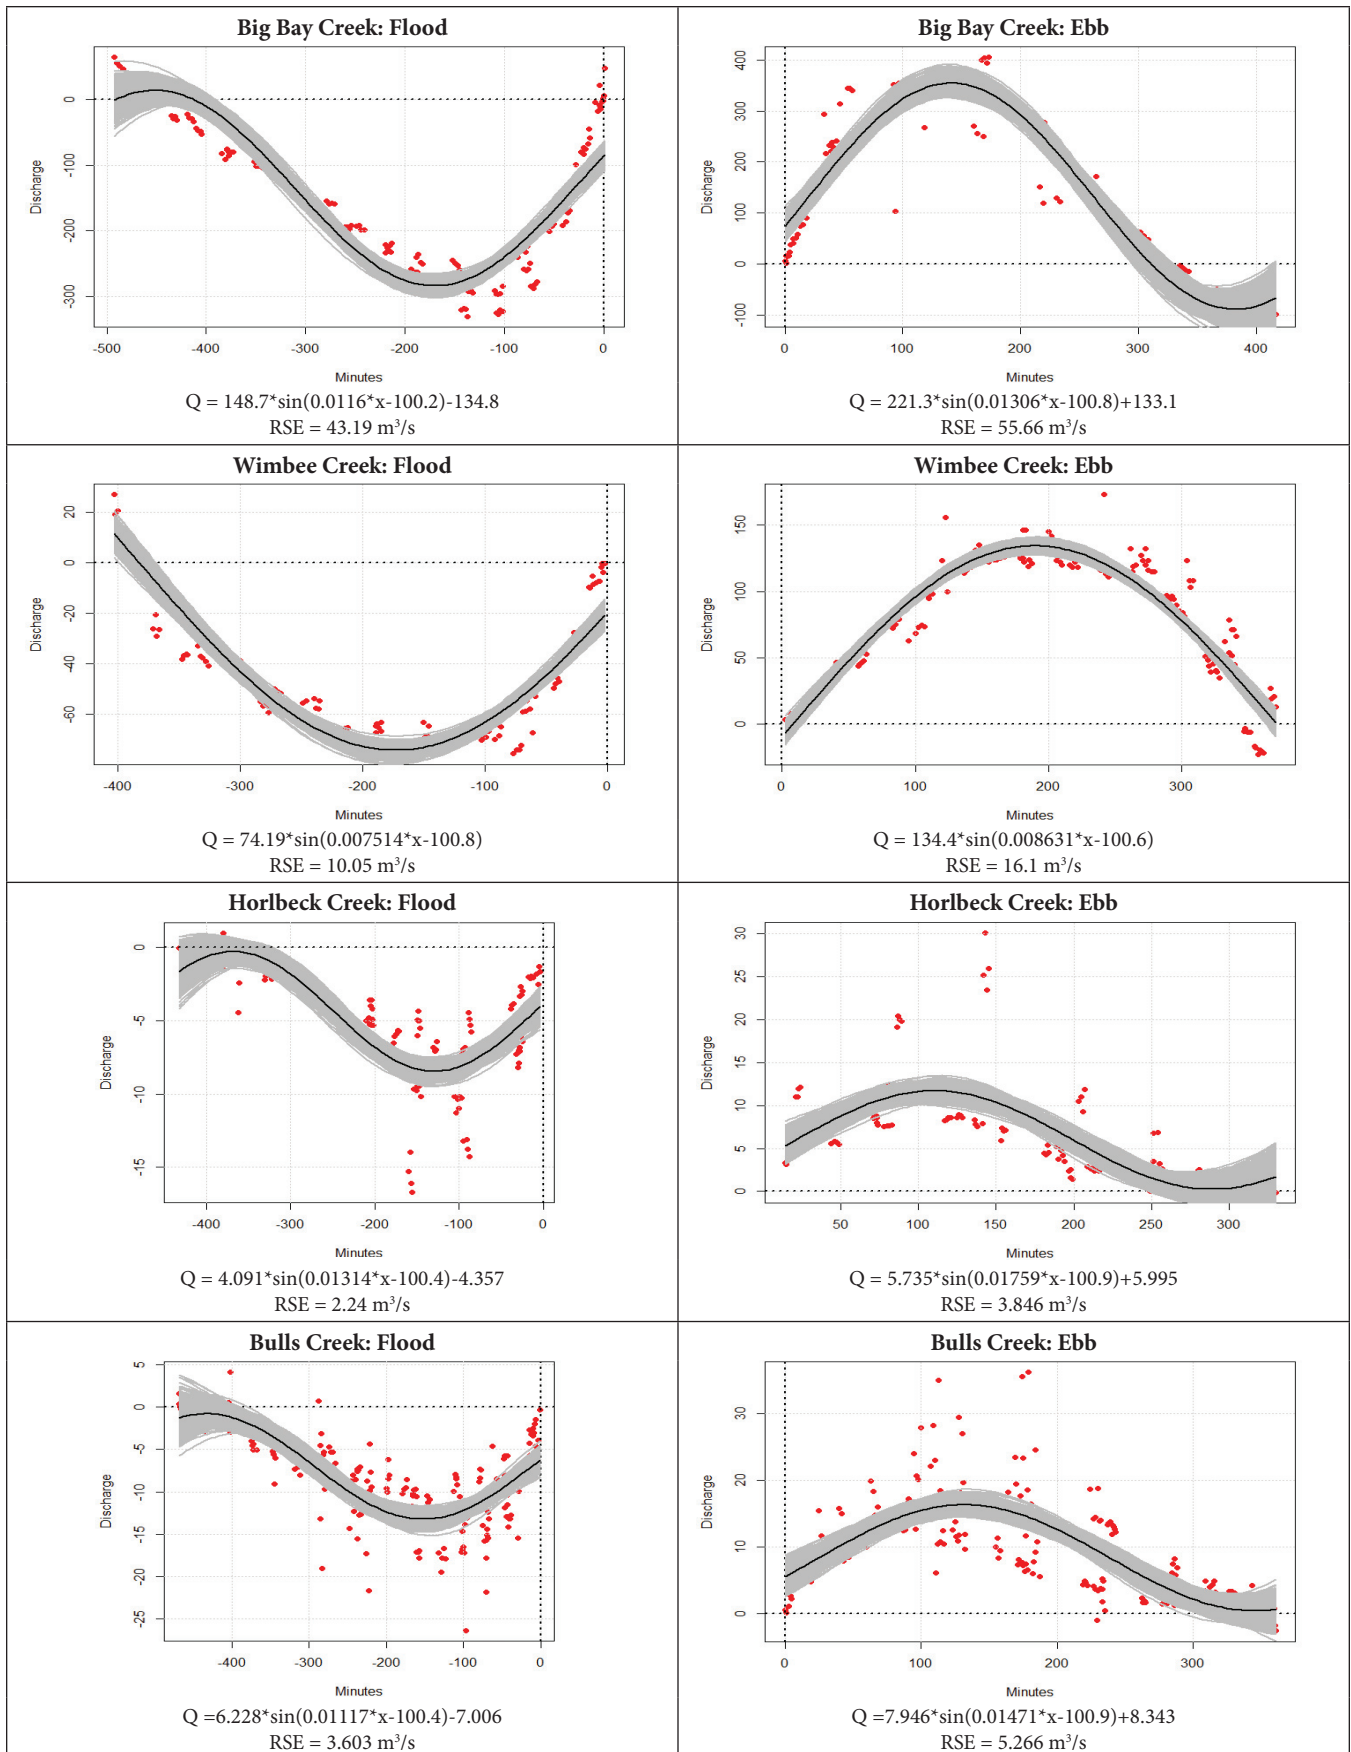 Big Bay Creek: Flood
Discharge
0
-100
-200
-300
-500 -400 -300 -200 -100 0
Minutes
Q = 148.7*sin(0.0116*x-100.2)-134.8
RSE = 43.19 m³/s
Big Bay Creek: Ebb
Discharge
400
300
200
100
0
-100
0 100 200 300 400
Minutes
Q = 221.3*sin(0.01306*x-100.8)+133.1
RSE = 55.66 m³/s
Wimbee Creek: Flood
Discharge
20
0
-20
-40
-60
-400 -300 -200 -100 0
Minutes
Q = 74.19*sin(0.007514*x-100.8)
RSE = 10.05 m³/s
Wimbee Creek: Ebb
Discharge
150
100
50
0
0 100 200 300
Minutes
Q = 134.4*sin(0.008631*x-100.6)
RSE = 16.1 m³/s
Horlbeck Creek: Flood
Discharge
0
-5
-10
-15
-400 -300 -200 -100 0
Minutes
Q = 4.091*sin(0.01314*x-100.4)-4.357
RSE = 2.24 m³/s
Horlbeck Creek: Ebb
Discharge
30
25
20
15
10
5
0
50 100 150 200 250 300
Minutes
Q = 5.735*sin(0.01759*x-100.9)+5.995
RSE = 3.846 m³/s
Bulls Creek: Flood
Discharge
5
0
-5
-10
-15
-20
-25
-400 -300 -200 -100 0
Minutes
Q =6.228*sin(0.01117*x-100.4)-7.006
RSE = 3.603 m³/s
Bulls Creek: Ebb
Discharge
30
20
10
0
0 100 200 300
Minutes
Q =7.946*sin(0.01471*x-100.9)+8.343
RSE = 5.266 m³/s